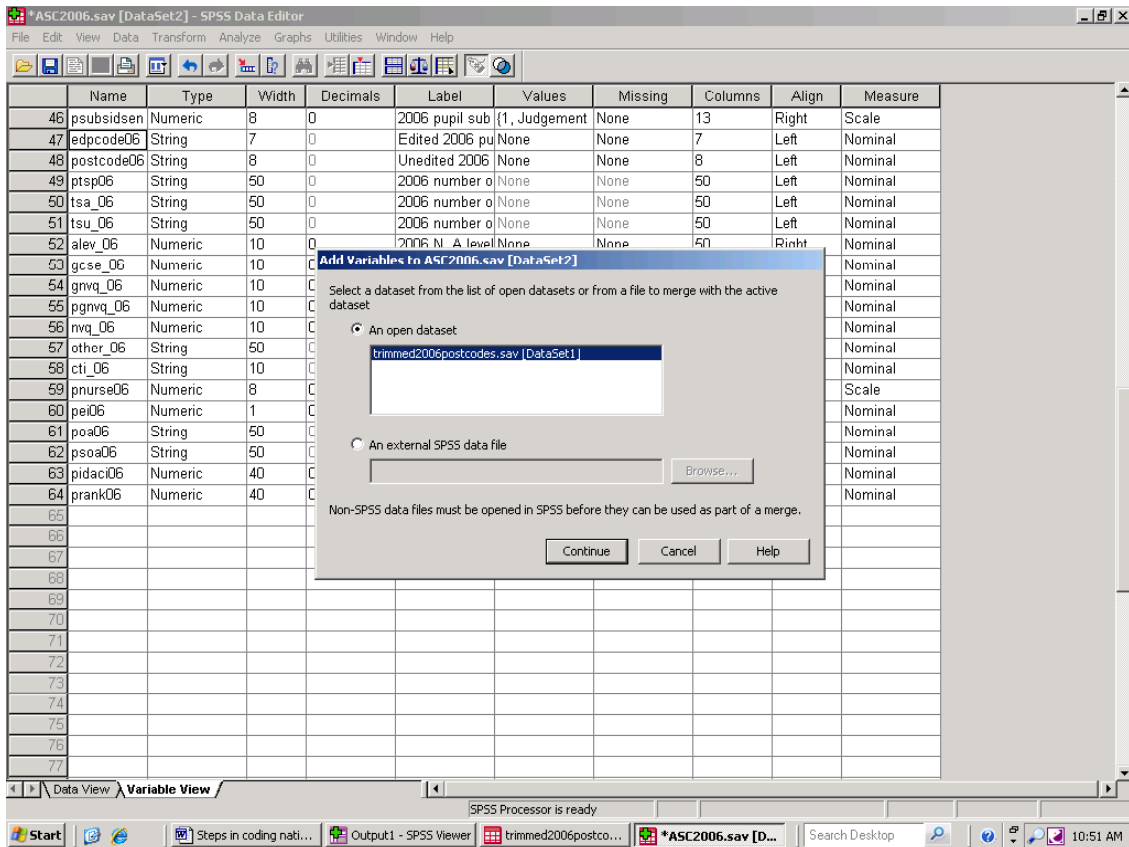 *ASC2006.sav [DataSet2] - SPSS Data Editor
File Edit View Data Transform Analyze Graphs Utilities Window Help
Name Type Width Decimals Label Values Missing Columns Align Measure
46 psubsidsen Numeric 8 0 2006 pupil sub {1, Judgement None 13 Right Scale
47 edpcode06 String 7 0 Edited 2006 pu None None 7 Left Nominal
48 postcode06 String 8 0 Unedited 2006 None None 8 Left Nominal
49 ptsp06 String 50 0 2006 number o None None 50 Left Nominal
50 tsa_06 String 50 0 2006 number o None None 50 Left Nominal
51 tsu_06 String 50 0 2006 number o None None 50 Left Nominal
52 alev_06 Numeric 10 0 2006 N. A level None None 50 Right Nominal
53 gcse_06 Numeric 10 Nominal
54 gnvq_06 Numeric 10 Nominal
55 pgnvq_06 Numeric 10 Nominal
56 nvq_06 Numeric 10 Nominal
57 other_06 String 50 Nominal
58 cti_06 String 10 Nominal
59 pnurse06 Numeric 8 Scale
60 pei06 Numeric 1 Nominal
61 poa06 String 50 Nominal
62 psoa06 String 50 Nominal
63 pidaci06 Numeric 40 Nominal
64 prank06 Numeric 40 Nominal
65
66
67
68
69
70
71
72
73
74
75
76
77
Add Variables to ASC2006.sav [DataSet2]
Select a dataset from the list of open datasets or from a file to merge with the active
dataset
An open dataset
trimmed2006postcodes.sav [DataSet1]
An external SPSS data file
Browse...
Non-SPSS data files must be opened in SPSS before they can be used as part of a merge.
Continue Cancel Help
Data View Variable View
SPSS Processor is ready
Start Steps in coding nati... Output1 - SPSS Viewer trimmed2006postco... *ASC2006.sav [D... Search Desktop 10:51 AM